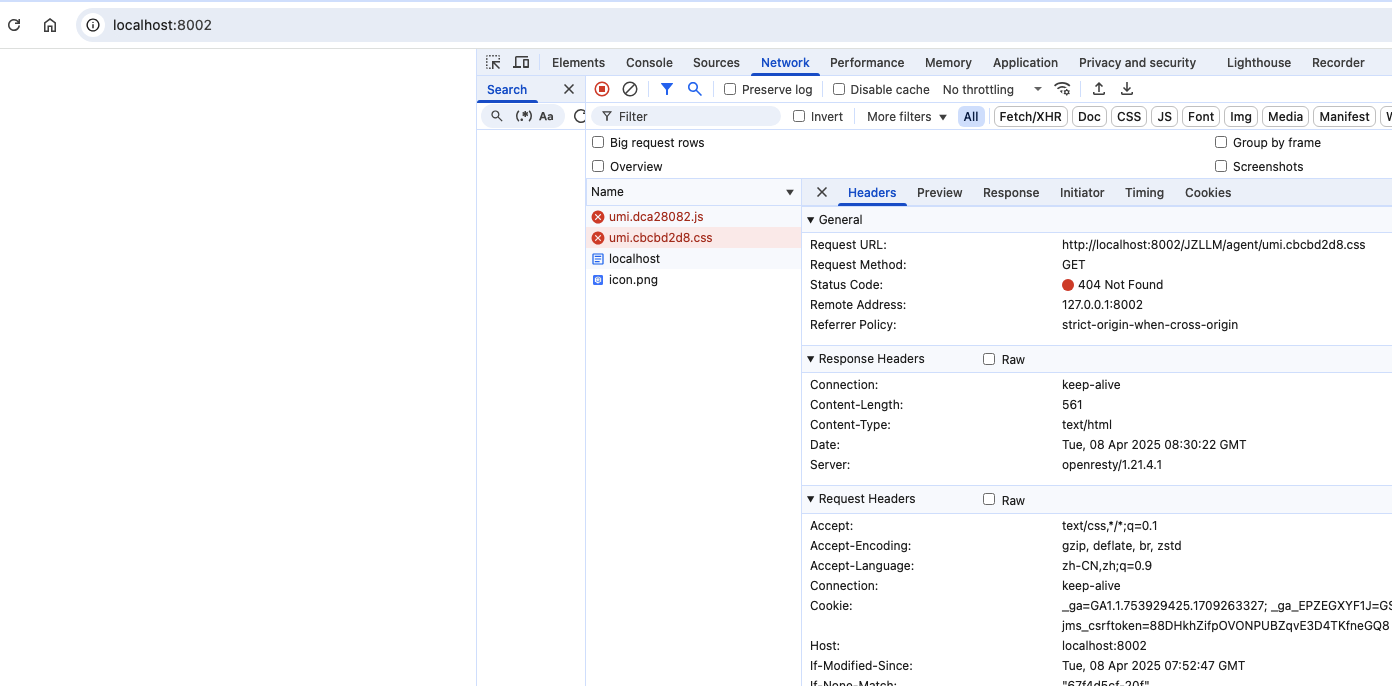 localhost:8002
Elements Console Sources Network Performance Memory Application Privacy and security Lighthouse Recorder
Search Preserve log Disable cache No throttling
(.*) Aa Filter Invert More filters All Fetch/XHR Doc CSS JS Font Img Media Manifest
Big request rows Group by frame
Overview Screenshots
Name Headers Preview Response Initiator Timing Cookies
umi.dca28082.js
umi.cbcbd2d8.css
localhost
icon.png
General
Request URL: http://localhost:8002/JZLLM/agent/umi.cbcbd2d8.css
Request Method: GET
Status Code: 404 Not Found
Remote Address: 127.0.0.1:8002
Referrer Policy: strict-origin-when-cross-origin
Response Headers Raw
Connection: keep-alive
Content-Length: 561
Content-Type: text/html
Date: Tue, 08 Apr 2025 08:30:22 GMT
Server: openresty/1.21.4.1
Request Headers Raw
Accept: text/css,*/*;q=0.1
Accept-Encoding: gzip, deflate, br, zstd
Accept-Language: zh-CN,zh;q=0.9
Connection: keep-alive
Cookie: _ga=GA1.1.753929425.1709263327; _ga_EPZEGXYF1J=GS
jms_csrftoken=88DHkhZifpOVONPUBZqvE3D4TKfneGQ8
Host: localhost:8002
If-Modified-Since: Tue, 08 Apr 2025 07:52:47 GMT
If-None-Match: "67f4d5cf-20f"